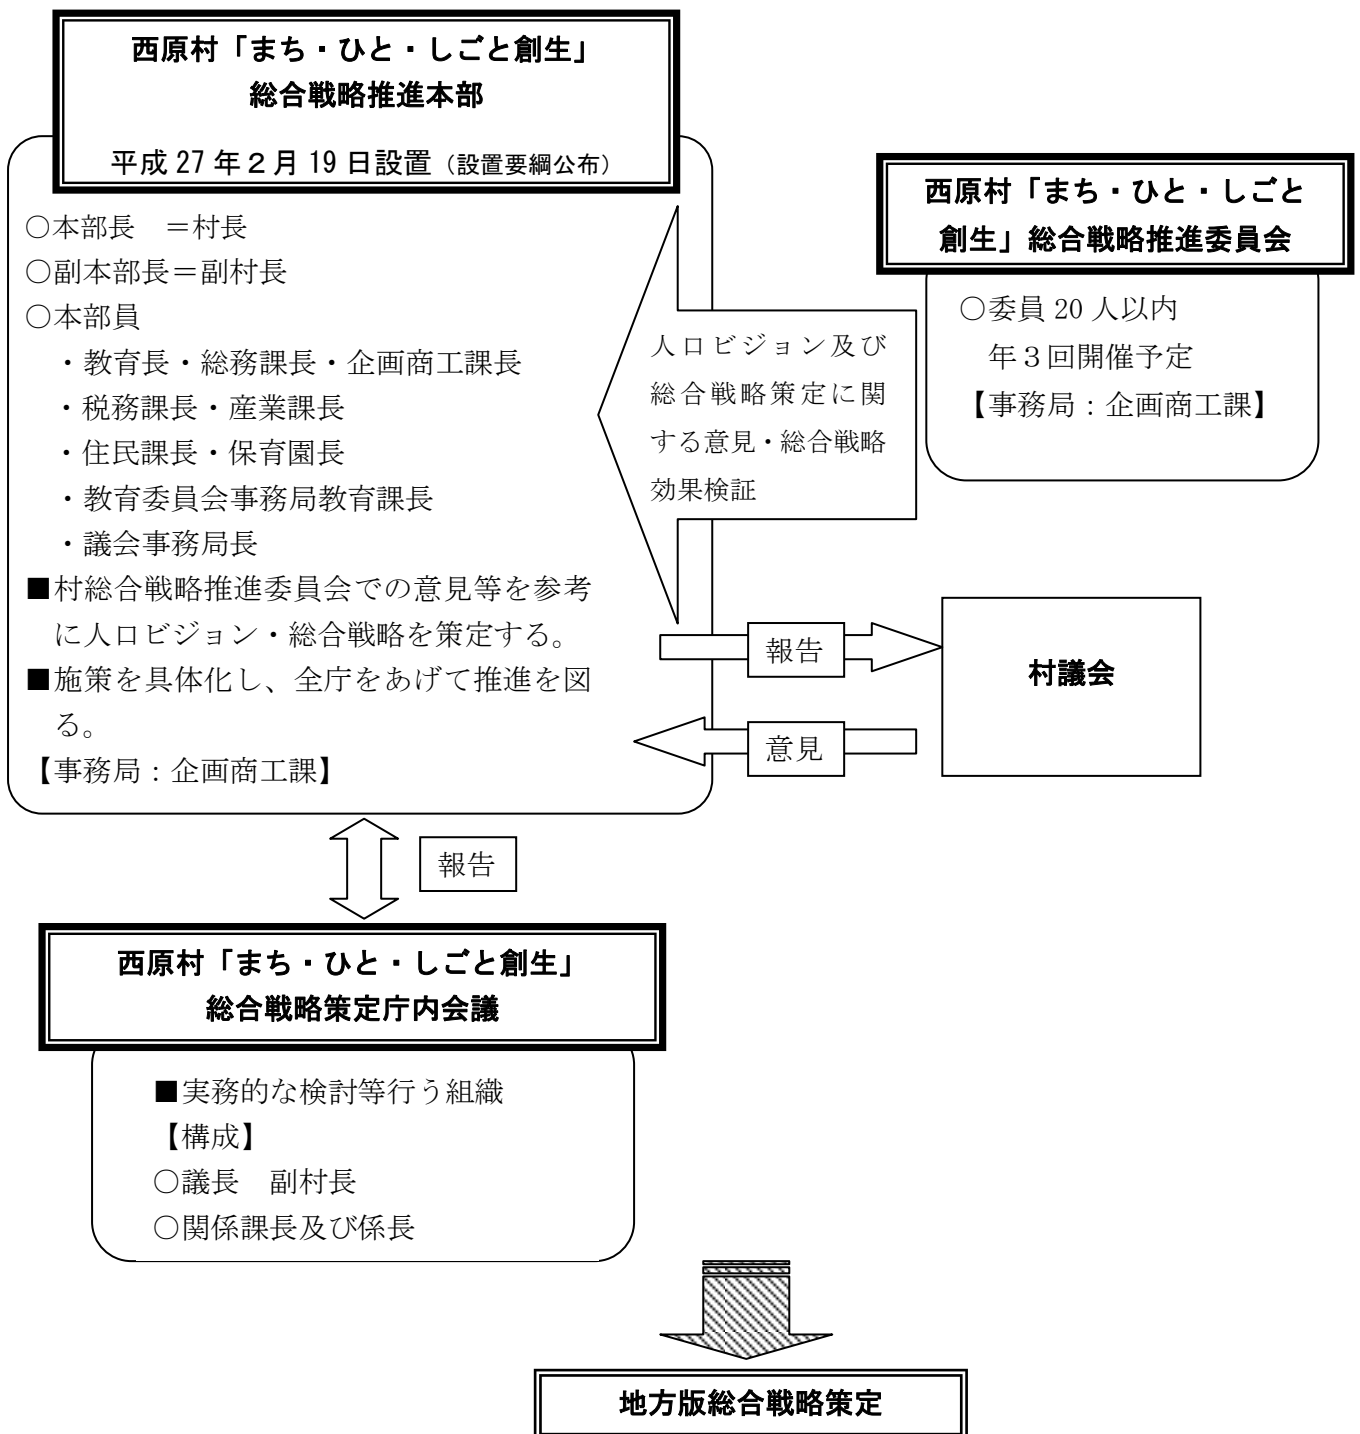 西原村「まち・ひと・しごと創生」
総合戦略推進本部
平成 27 年２月 19 日設置（設置要綱公布）
○本部長　＝村長
○副本部長＝副村長
○本部員
・教育長・総務課長・企画商工課長
・税務課長・産業課長
・住民課長・保育園長
・教育委員会事務局教育課長
・議会事務局長
■村総合戦略推進委員会での意見等を参考
に人口ビジョン・総合戦略を策定する。
■施策を具体化し、全庁をあげて推進を図
る。
【事務局：企画商工課】
西原村「まち・ひと・しごと
創生」総合戦略推進委員会
○委員 20 人以内
年３回開催予定
【事務局：企画商工課】
人口ビジョン及び
総合戦略策定に関
する意見・総合戦略
効果検証
報告
意見
村議会
報告
西原村「まち・ひと・しごと創生」
総合戦略策定庁内会議
■実務的な検討等行う組織
【構成】
○議長　副村長
○関係課長及び係長
地方版総合戦略策定